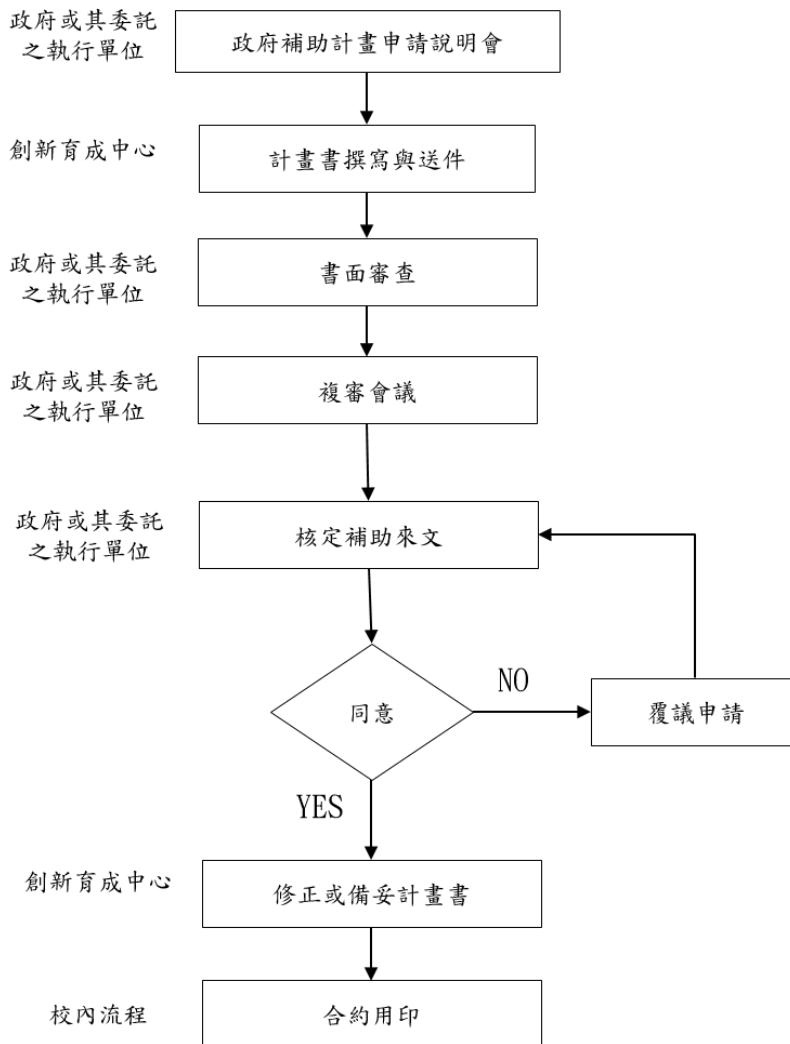 政府或其委託
之執行單位
政府補助計畫申請說明會
創新育成中心
計畫書撰寫與送件
政府或其委託
之執行單位
書面審查
政府或其委託
之執行單位
複審會議
政府或其委託
之執行單位
核定補助來文
同意
NO
覆議申請
YES
創新育成中心
修正或備妥計畫書
校內流程
合約用印